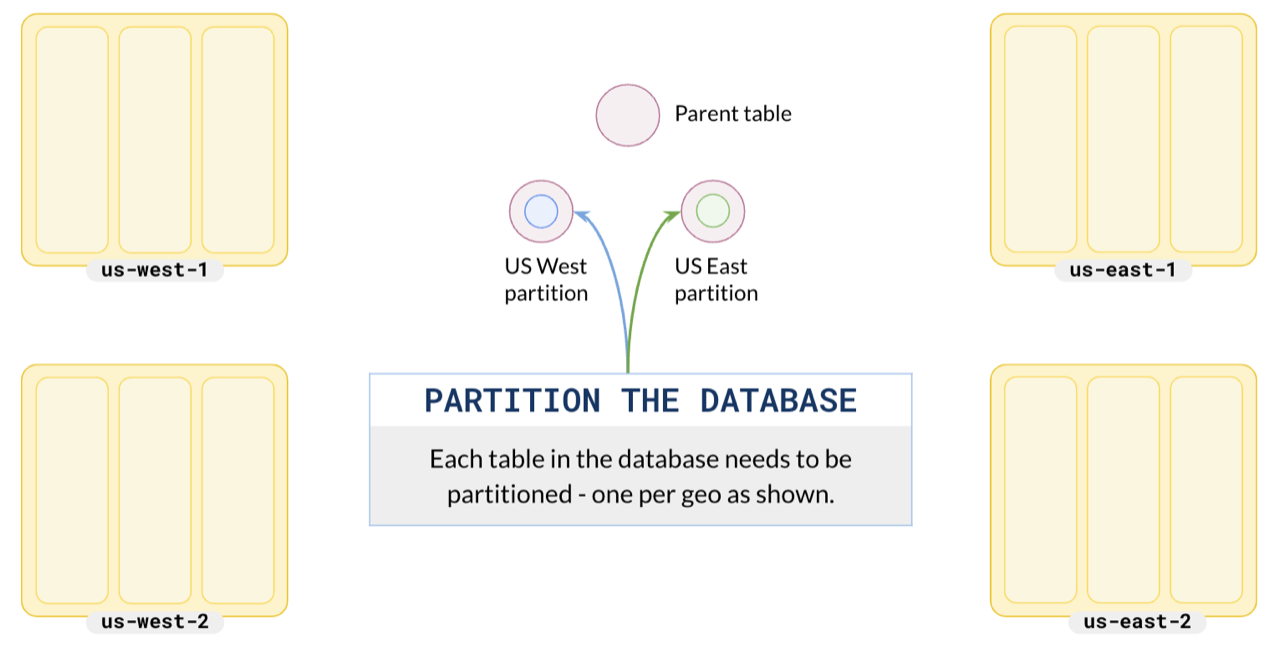 Parent table
US West
partition
US East
partition
us-west-1
us-east-1
PARTITION THE DATABASE
Each table in the database needs to be
partitioned - one per geo as shown.
us-west-2
us-east-2